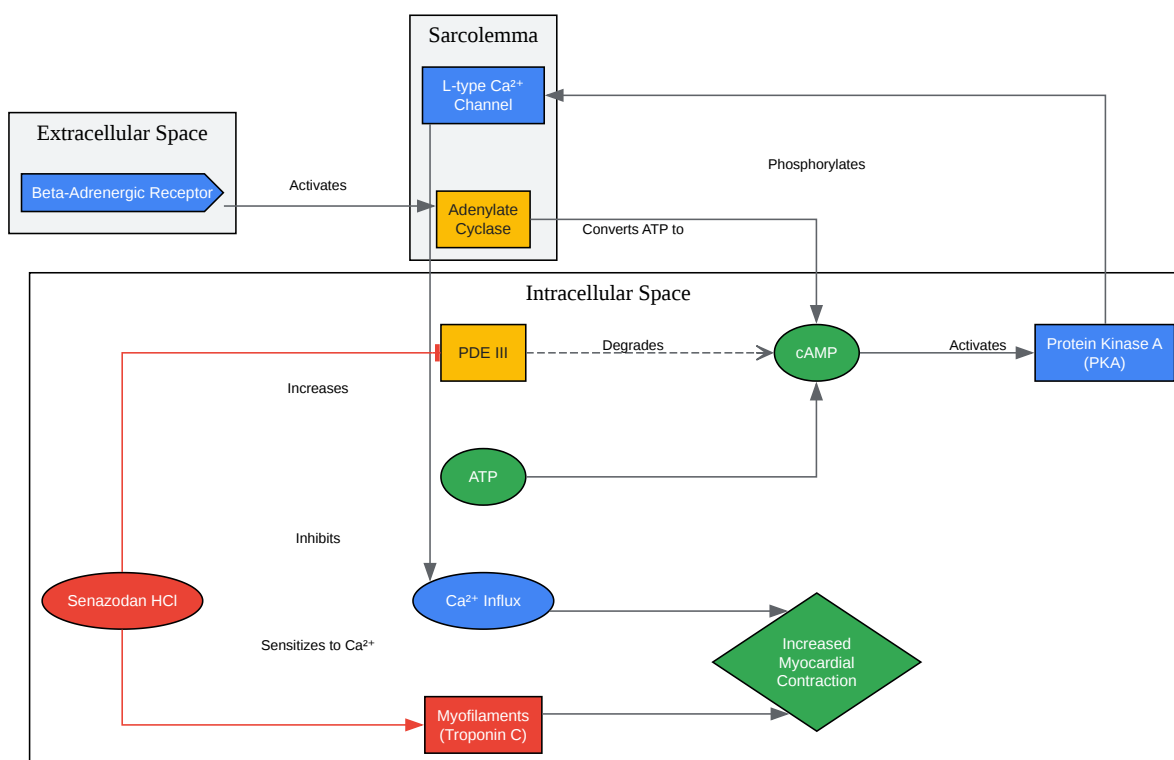 Sarcolemma
L-type Ca²⁺
Channel
Extracellular Space
Beta-Adrenergic Receptor
Activates
Phosphorylates
Adenylate
Cyclase
Converts ATP to
Intracellular Space
PDE III
Degrades
cAMP
Activates
Protein Kinase A
(PKA)
Increases
ATP
Inhibits
Senazodan HCl
Ca²⁺ Influx
Sensitizes to Ca²⁺
Increased
Myocardial
Contraction
Myofilaments
(Troponin C)